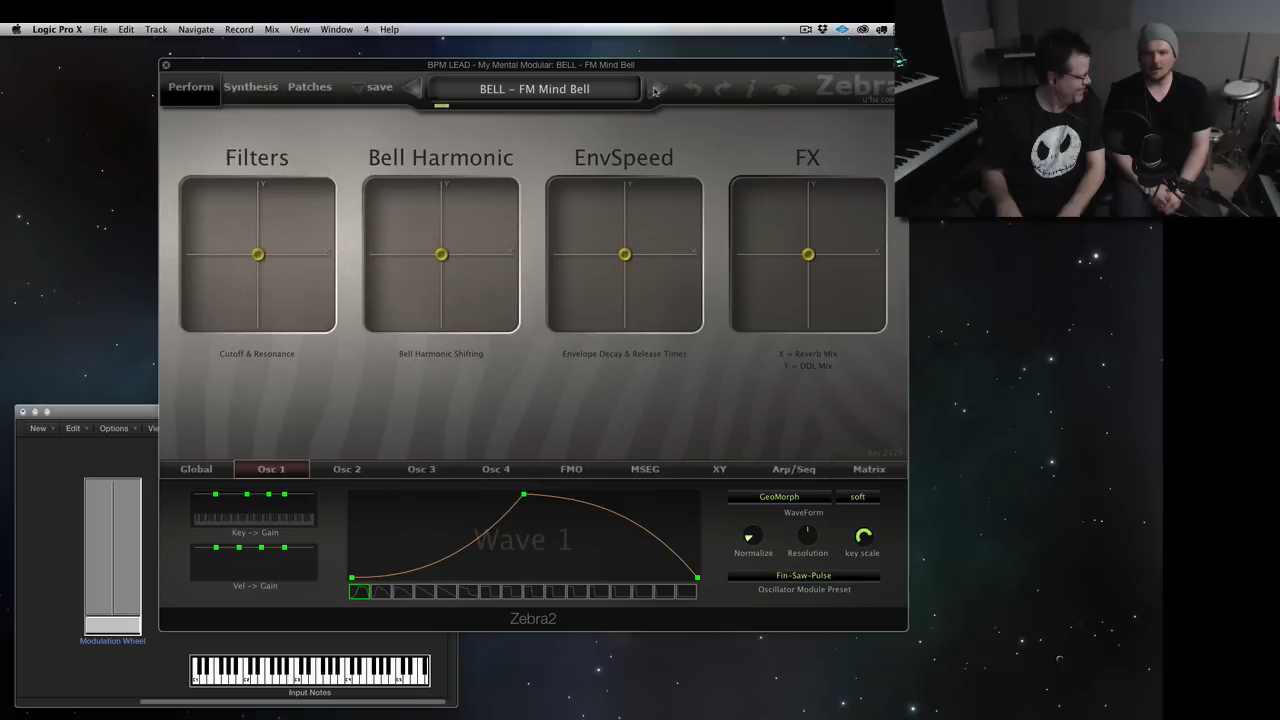 Logic Pro X File Edit Track Navigate Record Mix View Window 4 Help
BPM LEAD - My Mental Modular: BELL - FM Mind Bell
Perform Synthesis Patches save BELL - FM Mind Bell Zebra
u-he.com
Filters Bell Harmonic EnvSpeed FX
Y Y Y Y
X X X X
Cutoff & Resonance Bell Harmonic Shifting Envelope Decay & Release Times X = Reverb Mix
Y = DDL Mix
New Edit Options
Global Osc 1 Osc 2 Osc 3 Osc 4 FMO MSEG XY Arp/Seq Matrix
Key -> Gain
Vel -> Gain
Wave 1
GeoMorph soft
WaveForm
Normalize Resolution key scale
Fin-Saw-Pulse
Oscillator Module Preset
Zebra2
Modulation Wheel
Input Notes